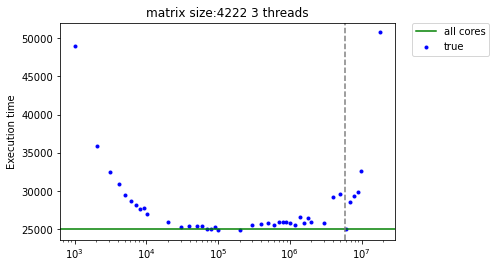 matrix size:4222 3 threads
all cores
true
Execution time
50000
45000
40000
35000
30000
25000
10³ 10⁴ 10⁵ 10⁶ 10⁷